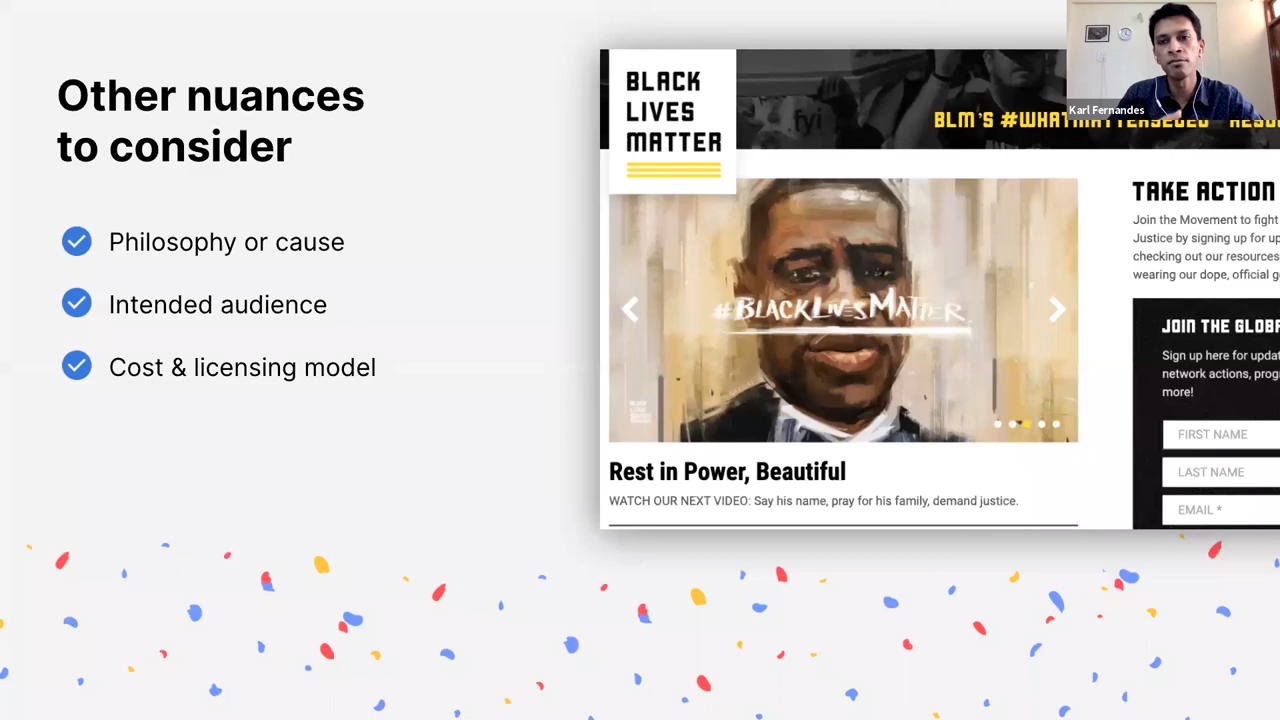 Other nuances
to consider
Philosophy or cause
Intended audience
Cost & licensing model
BLACK
LIVES
MATTER
.fyi
BLM'S #WHATMATTERS2020
Karl Fernandes
#BLACKLIVESMATTER
Rest in Power, Beautiful
WATCH OUR NEXT VIDEO: Say his name, pray for his family, demand justice.
TAKE ACTION
Join the Movement to fight
Justice by signing up for up
checking out our resources
wearing our dope, official g
JOIN THE GLOB
Sign up here for updat
network actions, prog
more!
FIRST NAME
LAST NAME
EMAIL *